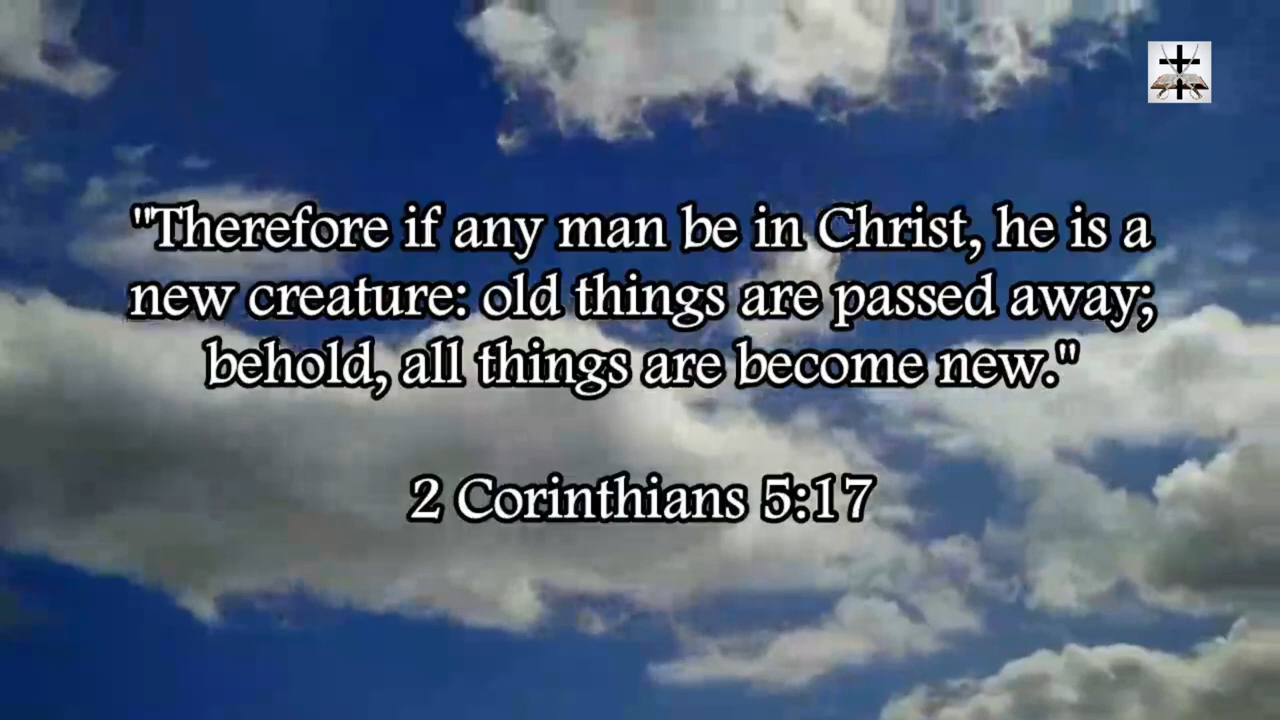 "Therefore if any man be in Christ, he is a
new creature: old things are passed away;
behold, all things are become new."
2 Corinthians 5:17